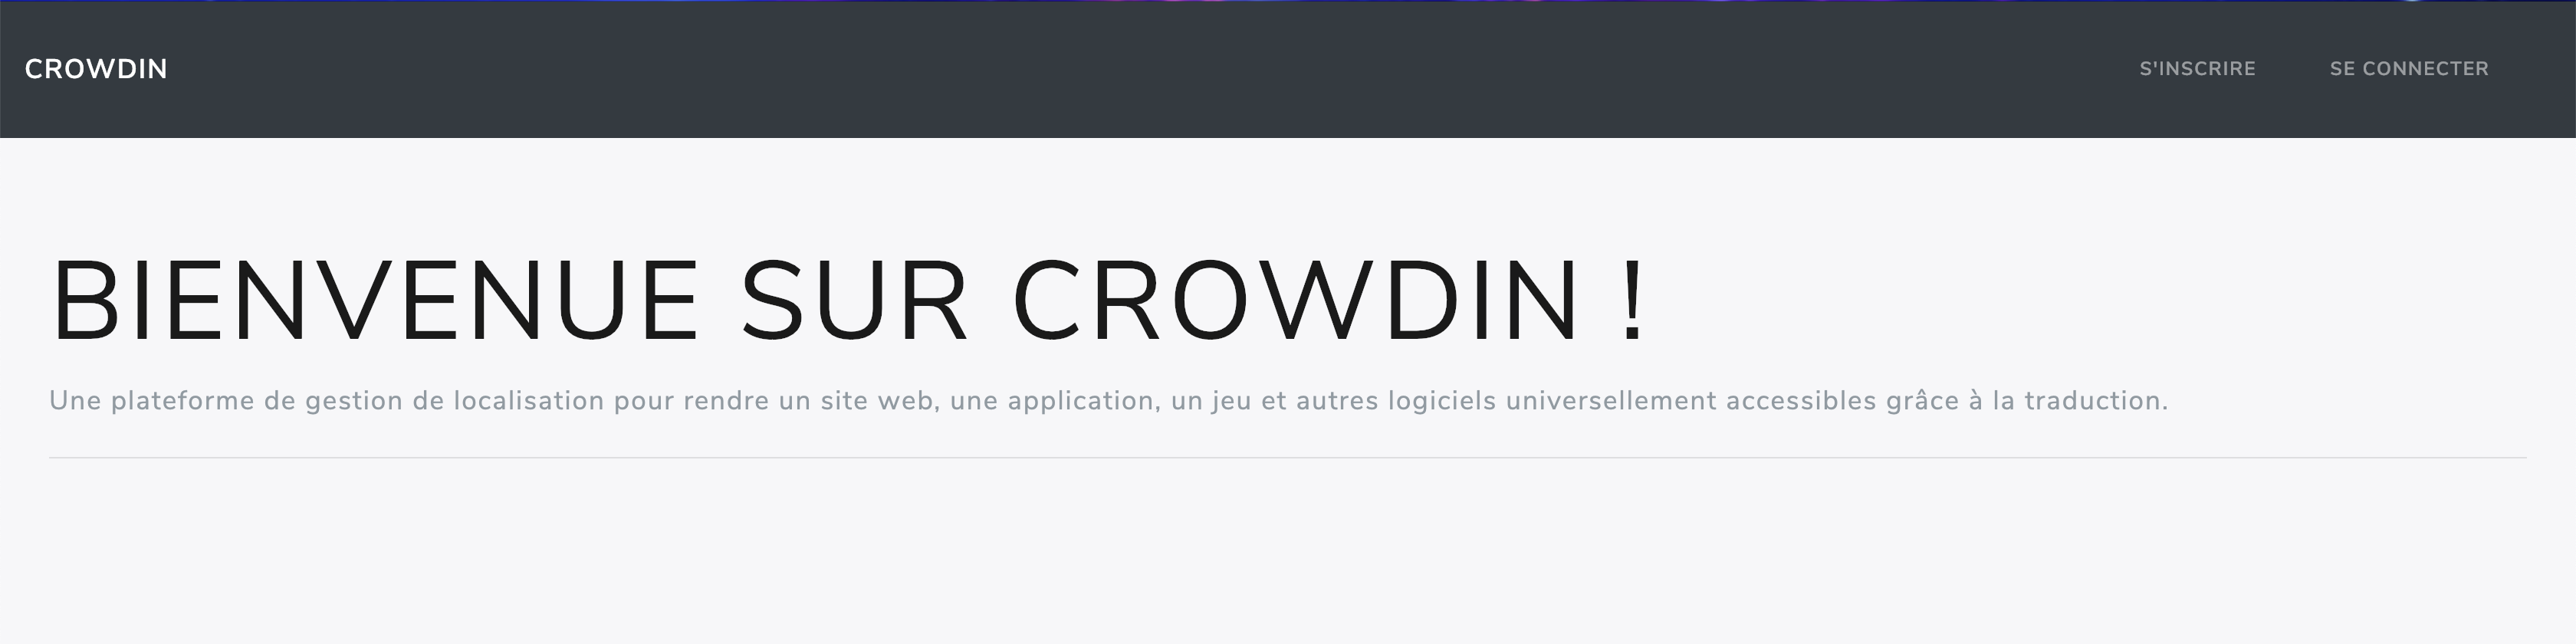 CROWDIN
S'INSCRIRE
SE CONNECTER
BIENVENUE SUR CROWDIN !
Une plateforme de gestion de localisation pour rendre un site web, une application, un jeu et autres logiciels universellement accessibles grâce à la traduction.